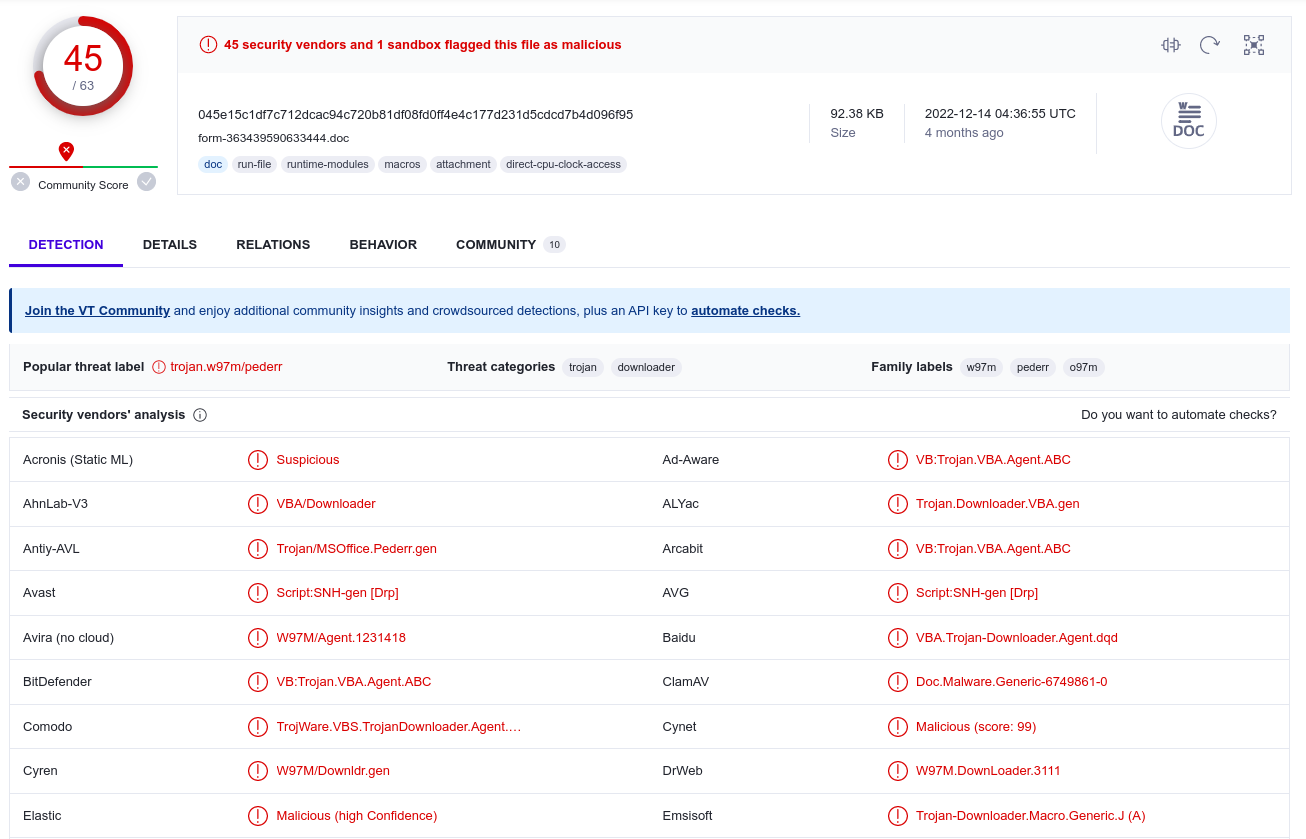 45
/ 63
Community Score
45 security vendors and 1 sandbox flagged this file as malicious
045e15c1df7c712dcac94c720b81df08fd0ff4e4c177d231d5cdcd7b4d096f95
form-363439590633444.doc
doc run-file runtime-modules macros attachment direct-cpu-clock-access
92.38 KB
Size
2022-12-14 04:36:55 UTC
4 months ago
W
DOC
DETECTION DETAILS RELATIONS BEHAVIOR COMMUNITY 10
Join the VT Community and enjoy additional community insights and crowdsourced detections, plus an API key to automate checks.
Popular threat label trojan.w97m/pederr Threat categories trojan downloader Family labels w97m pederr o97m
Security vendors' analysis Do you want to automate checks?
Acronis (Static ML) Suspicious Ad-Aware VB:Trojan.VBA.Agent.ABC
AhnLab-V3 VBA/Downloader ALYac Trojan.Downloader.VBA.gen
Antiy-AVL Trojan/MSOffice.Pederr.gen Arcabit VB:Trojan.VBA.Agent.ABC
Avast Script:SNH-gen [Drp] AVG Script:SNH-gen [Drp]
Avira (no cloud) W97M/Agent.1231418 Baidu VBA.Trojan-Downloader.Agent.dqd
BitDefender VB:Trojan.VBA.Agent.ABC ClamAV Doc.Malware.Generic-6749861-0
Comodo TrojWare.VBS.TrojanDownloader.Agent.… Cynet Malicious (score: 99)
Cyren W97M/Downldr.gen DrWeb W97M.DownLoader.3111
Elastic Malicious (high Confidence) Emsisoft Trojan-Downloader.Macro.Generic.J (A)